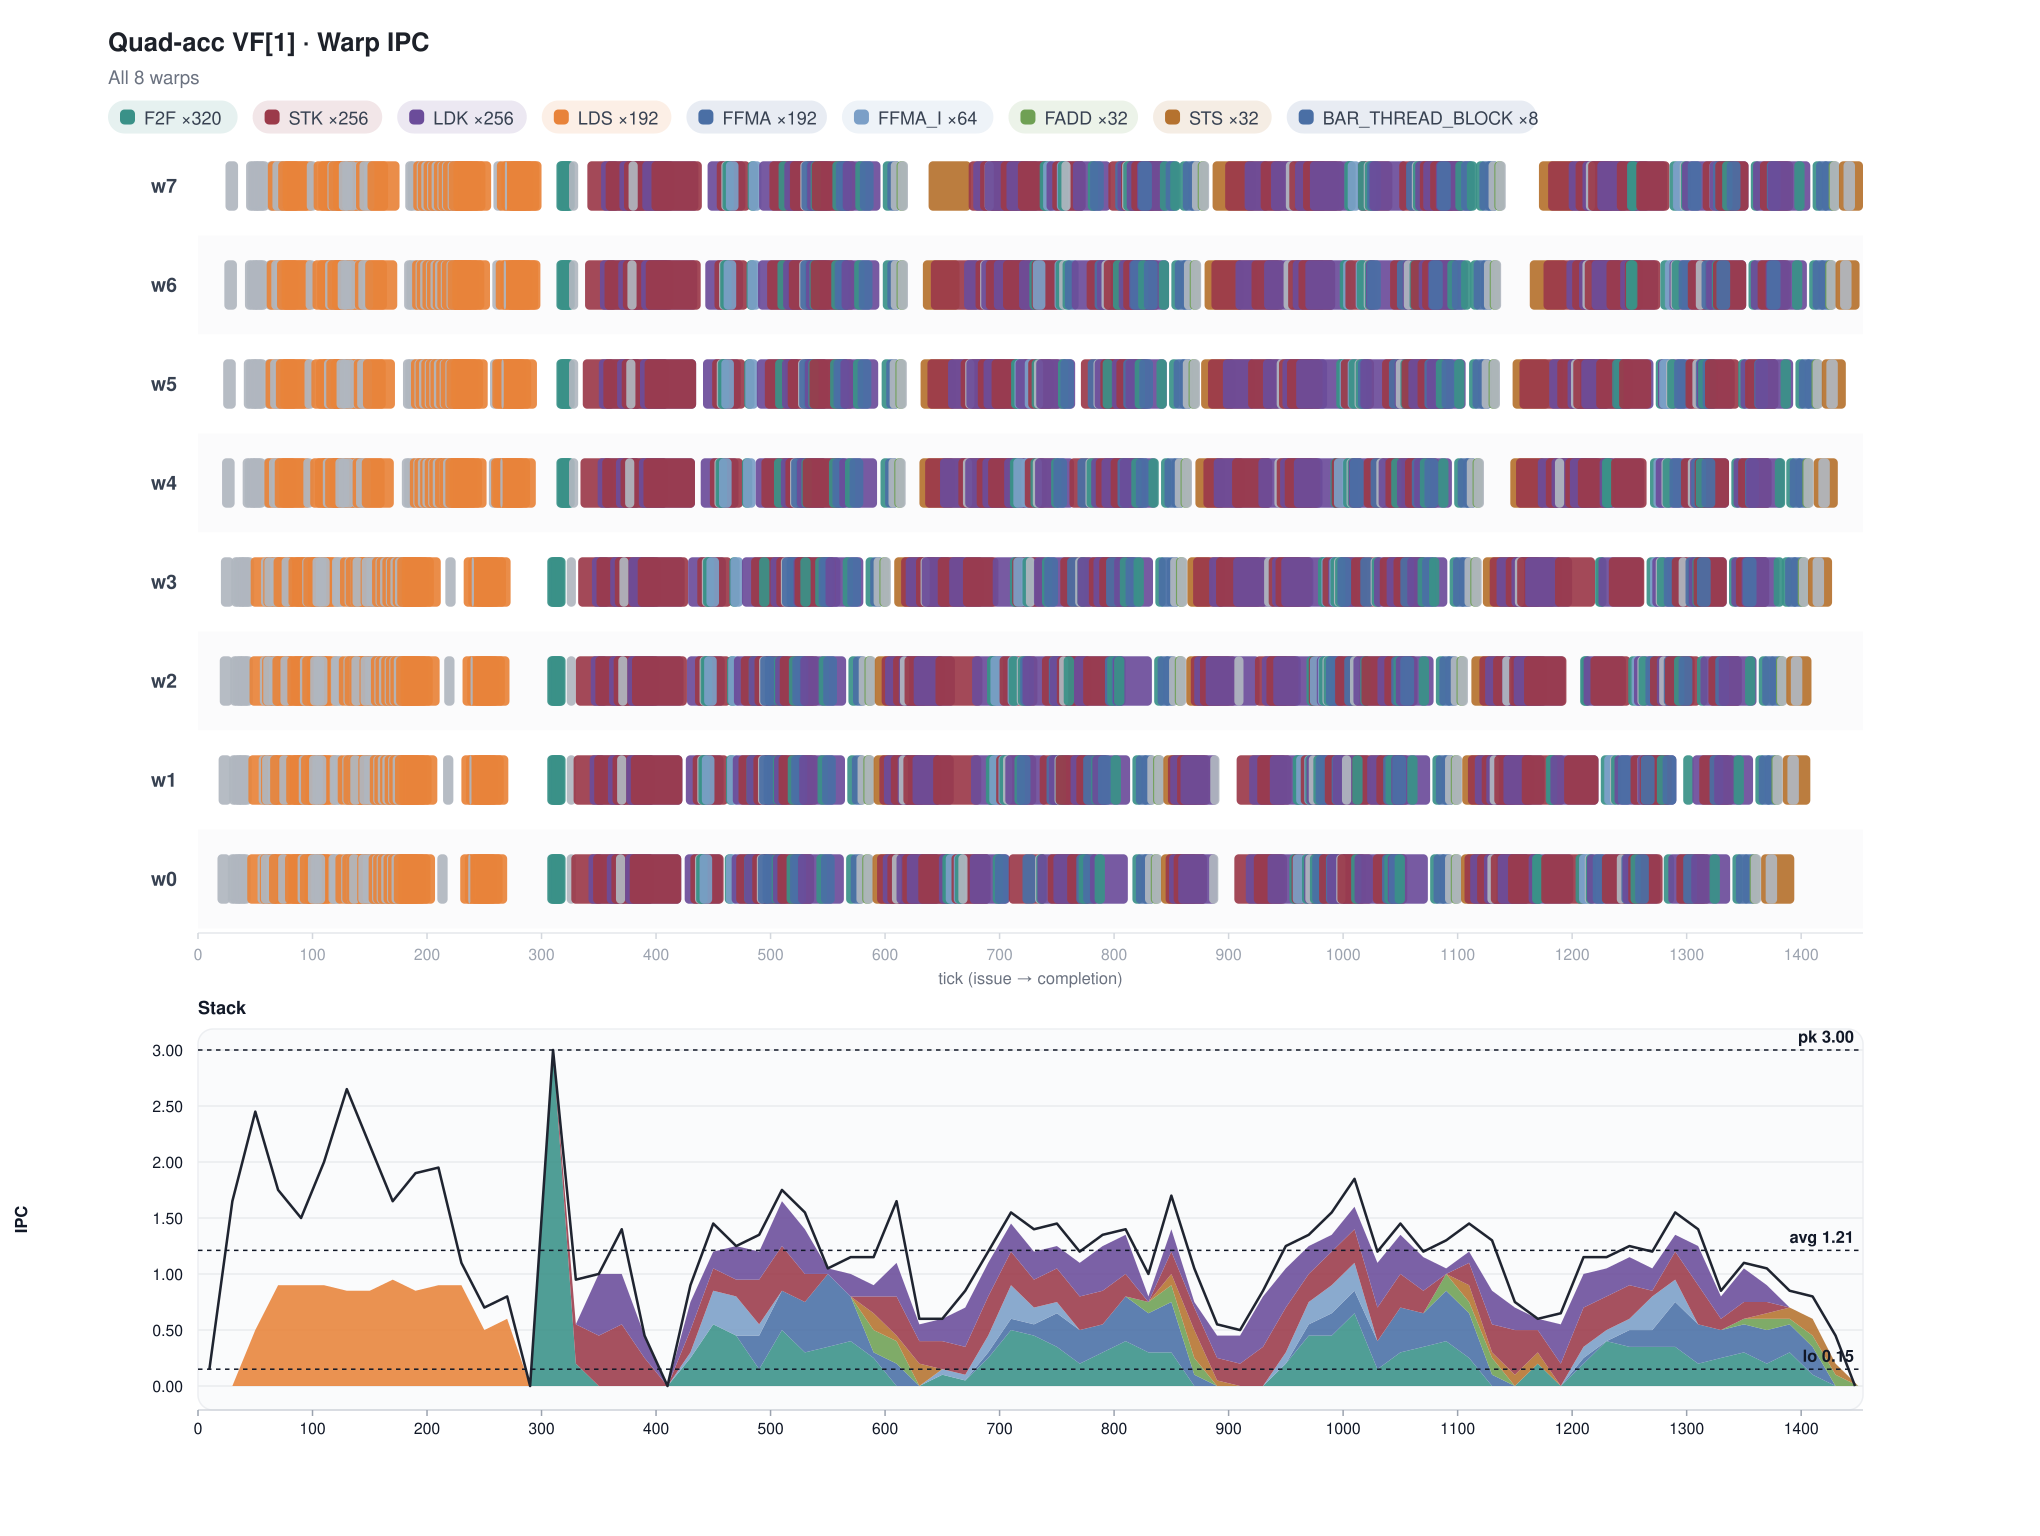 Quad-acc VF[1] · Warp IPC
All 8 warps
F2F ×320 STK ×256 LDK ×256 LDS ×192 FFMA ×192 FFMA_I ×64 FADD ×32 STS ×32 BAR_THREAD_BLOCK ×8
w7
w6
w5
w4
w3
w2
w1
w0
0 100 200 300 400 500 600 700 800 900 1000 1100 1200 1300 1400
tick (issue → completion)
Stack
pk 3.00
3.00
2.50
2.00
1.50
avg 1.21
1.00
0.50
lo 0.15
0.00
IPC
0 100 200 300 400 500 600 700 800 900 1000 1100 1200 1300 1400